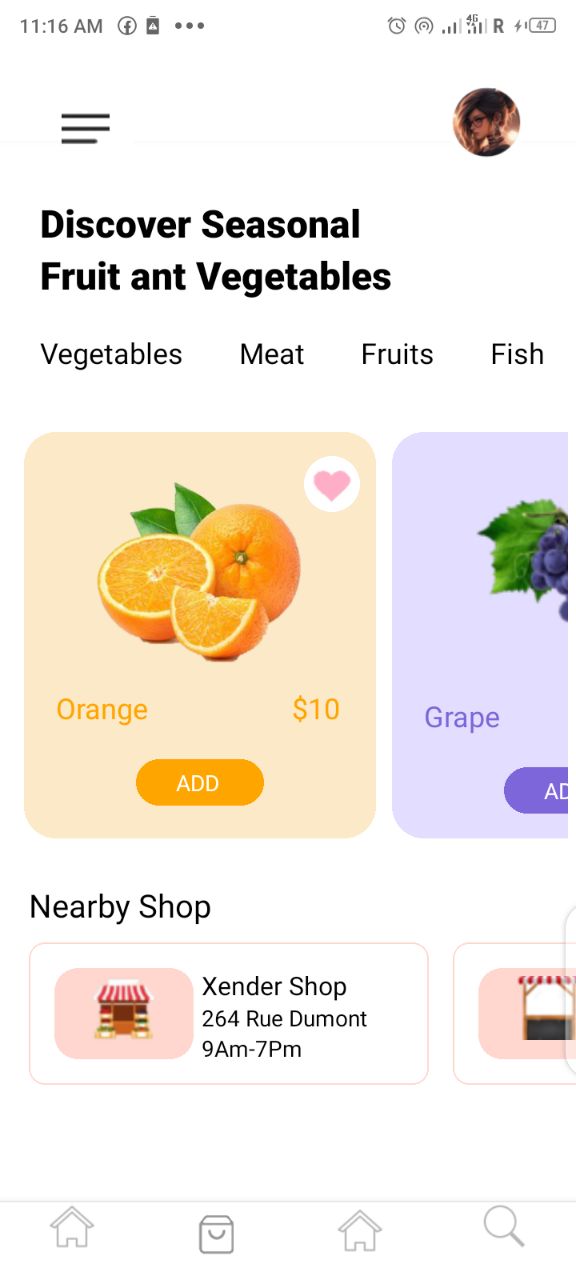 11:16 AM
4G
R
47
Discover Seasonal
Fruit ant Vegetables
Vegetables Meat Fruits Fish
Orange $10
Grape
ADD
AD
Nearby Shop
Xender Shop
264 Rue Dumont
9Am-7Pm